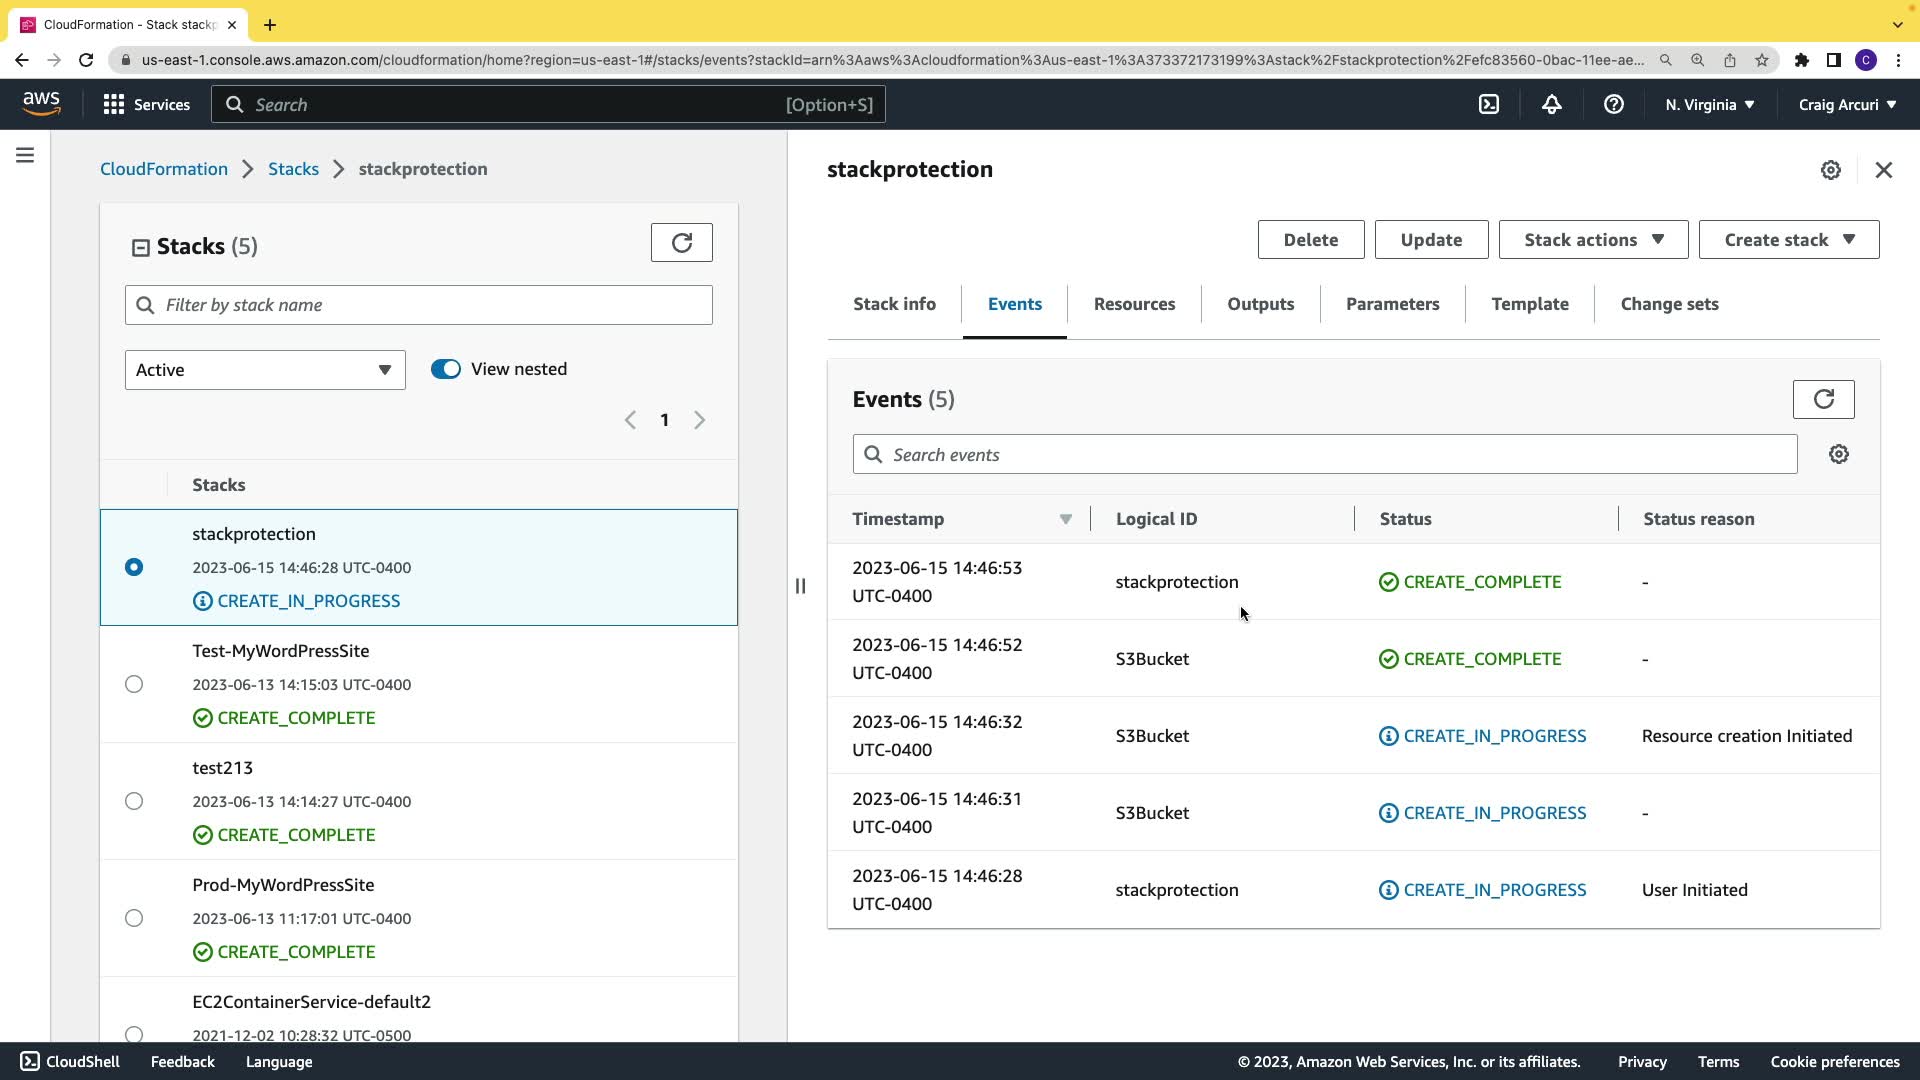 CloudFormation - Stack stackp
us-east-1.console.aws.amazon.com/cloudformation/home?region=us-east-1#/stacks/events?stackId=arn%3Aaws%3Acloudformation%3Aus-east-1%3A373372173199%3Astack%2Fstackprotection%2Fefc83560-0bac-11ee-ae...
C
aws
Services
Search
[Option+S]
N. Virginia
Craig Arcuri
CloudFormation
Stacks
stackprotection
Stacks (5)
Filter by stack name
Active
View nested
1
Stacks
stackprotection
2023-06-15 14:46:28 UTC-0400
CREATE_IN_PROGRESS
Test-MyWordPressSite
2023-06-13 14:15:03 UTC-0400
CREATE_COMPLETE
test213
2023-06-13 14:14:27 UTC-0400
CREATE_COMPLETE
Prod-MyWordPressSite
2023-06-13 11:17:01 UTC-0400
CREATE_COMPLETE
EC2ContainerService-default2
2021-12-02 10:28:32 UTC-0500
stackprotection
Delete
Update
Stack actions
Create stack
Stack info
Events
Resources
Outputs
Parameters
Template
Change sets
Events (5)
Search events
Timestamp
Logical ID
Status
Status reason
2023-06-15 14:46:53
UTC-0400
stackprotection
CREATE_COMPLETE
-
2023-06-15 14:46:52
UTC-0400
S3Bucket
CREATE_COMPLETE
-
2023-06-15 14:46:32
UTC-0400
S3Bucket
CREATE_IN_PROGRESS
Resource creation Initiated
2023-06-15 14:46:31
UTC-0400
S3Bucket
CREATE_IN_PROGRESS
-
2023-06-15 14:46:28
UTC-0400
stackprotection
CREATE_IN_PROGRESS
User Initiated
CloudShell
Feedback
Language
© 2023, Amazon Web Services, Inc. or its affiliates.
Privacy
Terms
Cookie preferences